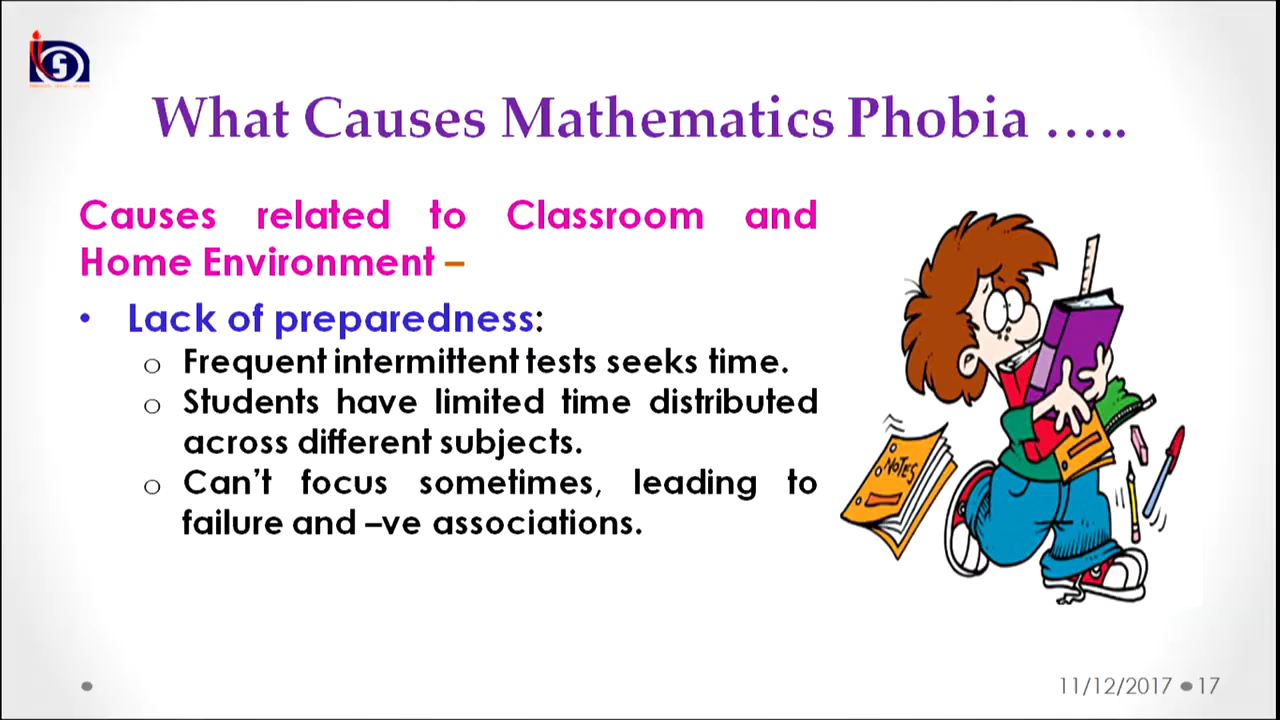 What Causes Mathematics Phobia …..
Causes related to Classroom and
Home Environment –
• Lack of preparedness:
o Frequent intermittent tests seeks time.
o Students have limited time distributed
across different subjects.
o Can't focus sometimes, leading to
failure and –ve associations.
NOTES
11/12/2017 • 17